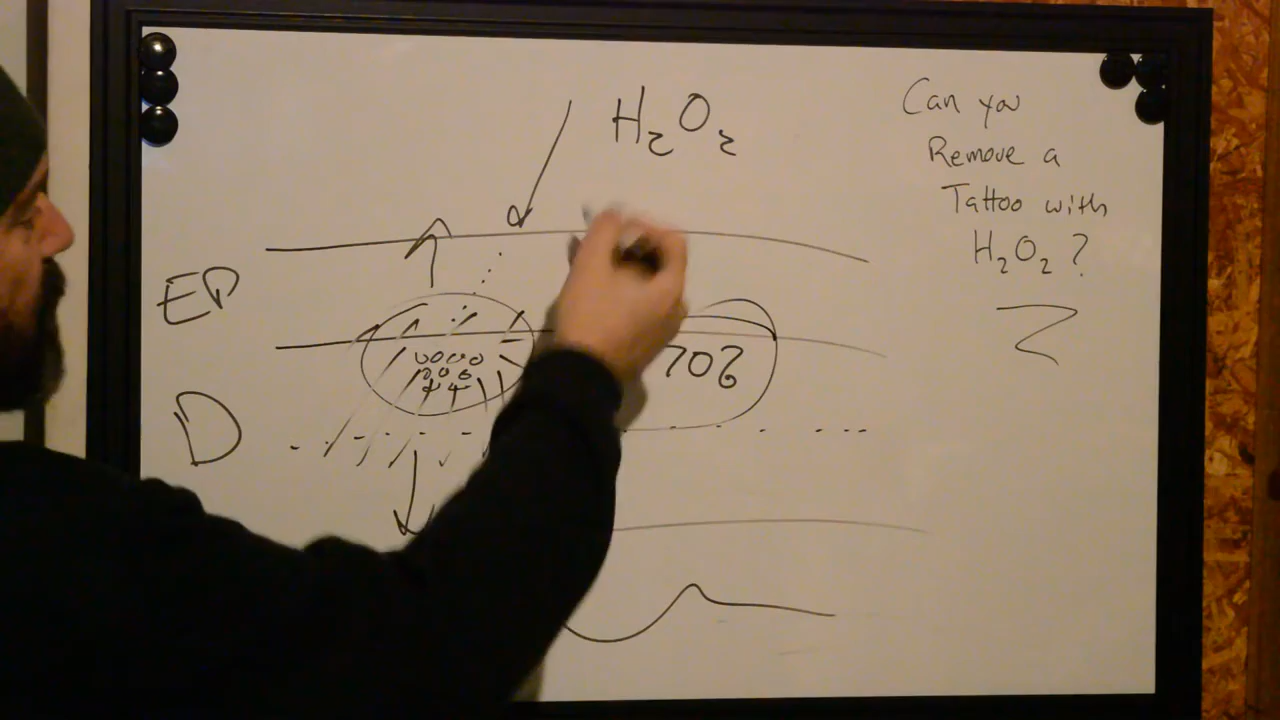 H₂O₂
Can you
Remove a
Tattoo with
H₂O₂?
EP
D